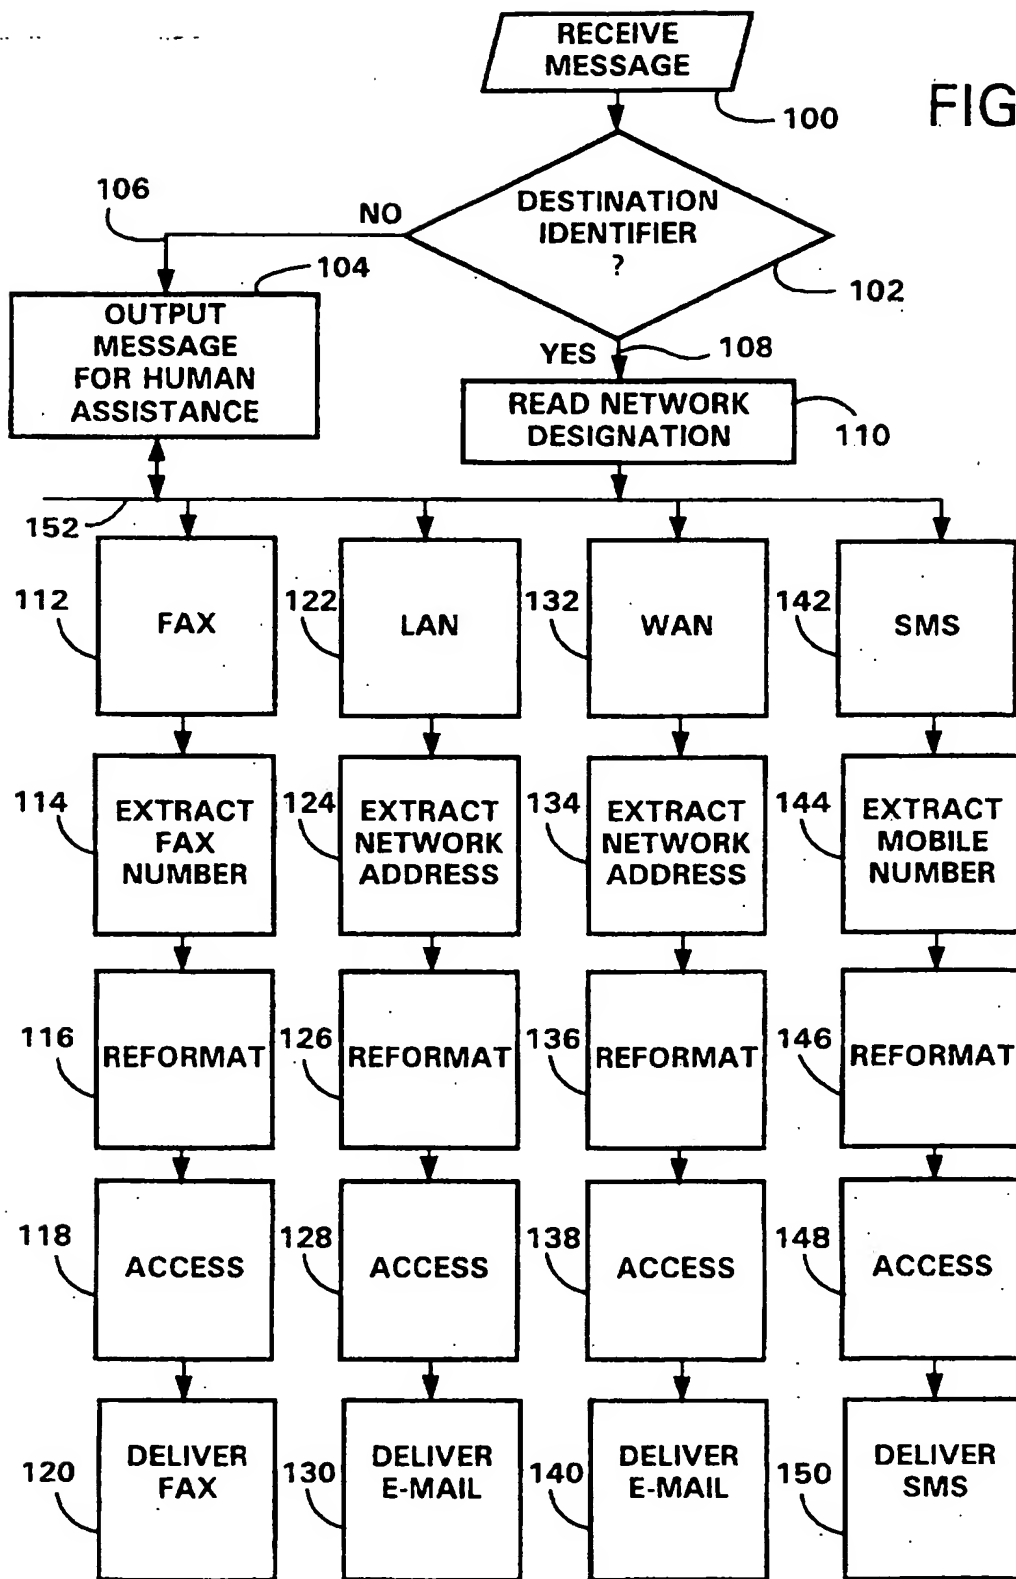 RECEIVE
MESSAGE
100
FIG
106
NO
DESTINATION
IDENTIFIER
?
102
104
OUTPUT
MESSAGE
FOR HUMAN
ASSISTANCE
YES
108
READ NETWORK
DESIGNATION
110
152
112
FAX
122
LAN
132
WAN
142
SMS
114
EXTRACT
FAX
NUMBER
124
EXTRACT
NETWORK
ADDRESS
134
EXTRACT
NETWORK
ADDRESS
144
EXTRACT
MOBILE
NUMBER
116
REFORMAT
126
REFORMAT
136
REFORMAT
146
REFORMAT
118
ACCESS
128
ACCESS
138
ACCESS
148
ACCESS
120
DELIVER
FAX
130
DELIVER
E-MAIL
140
DELIVER
E-MAIL
150
DELIVER
SMS